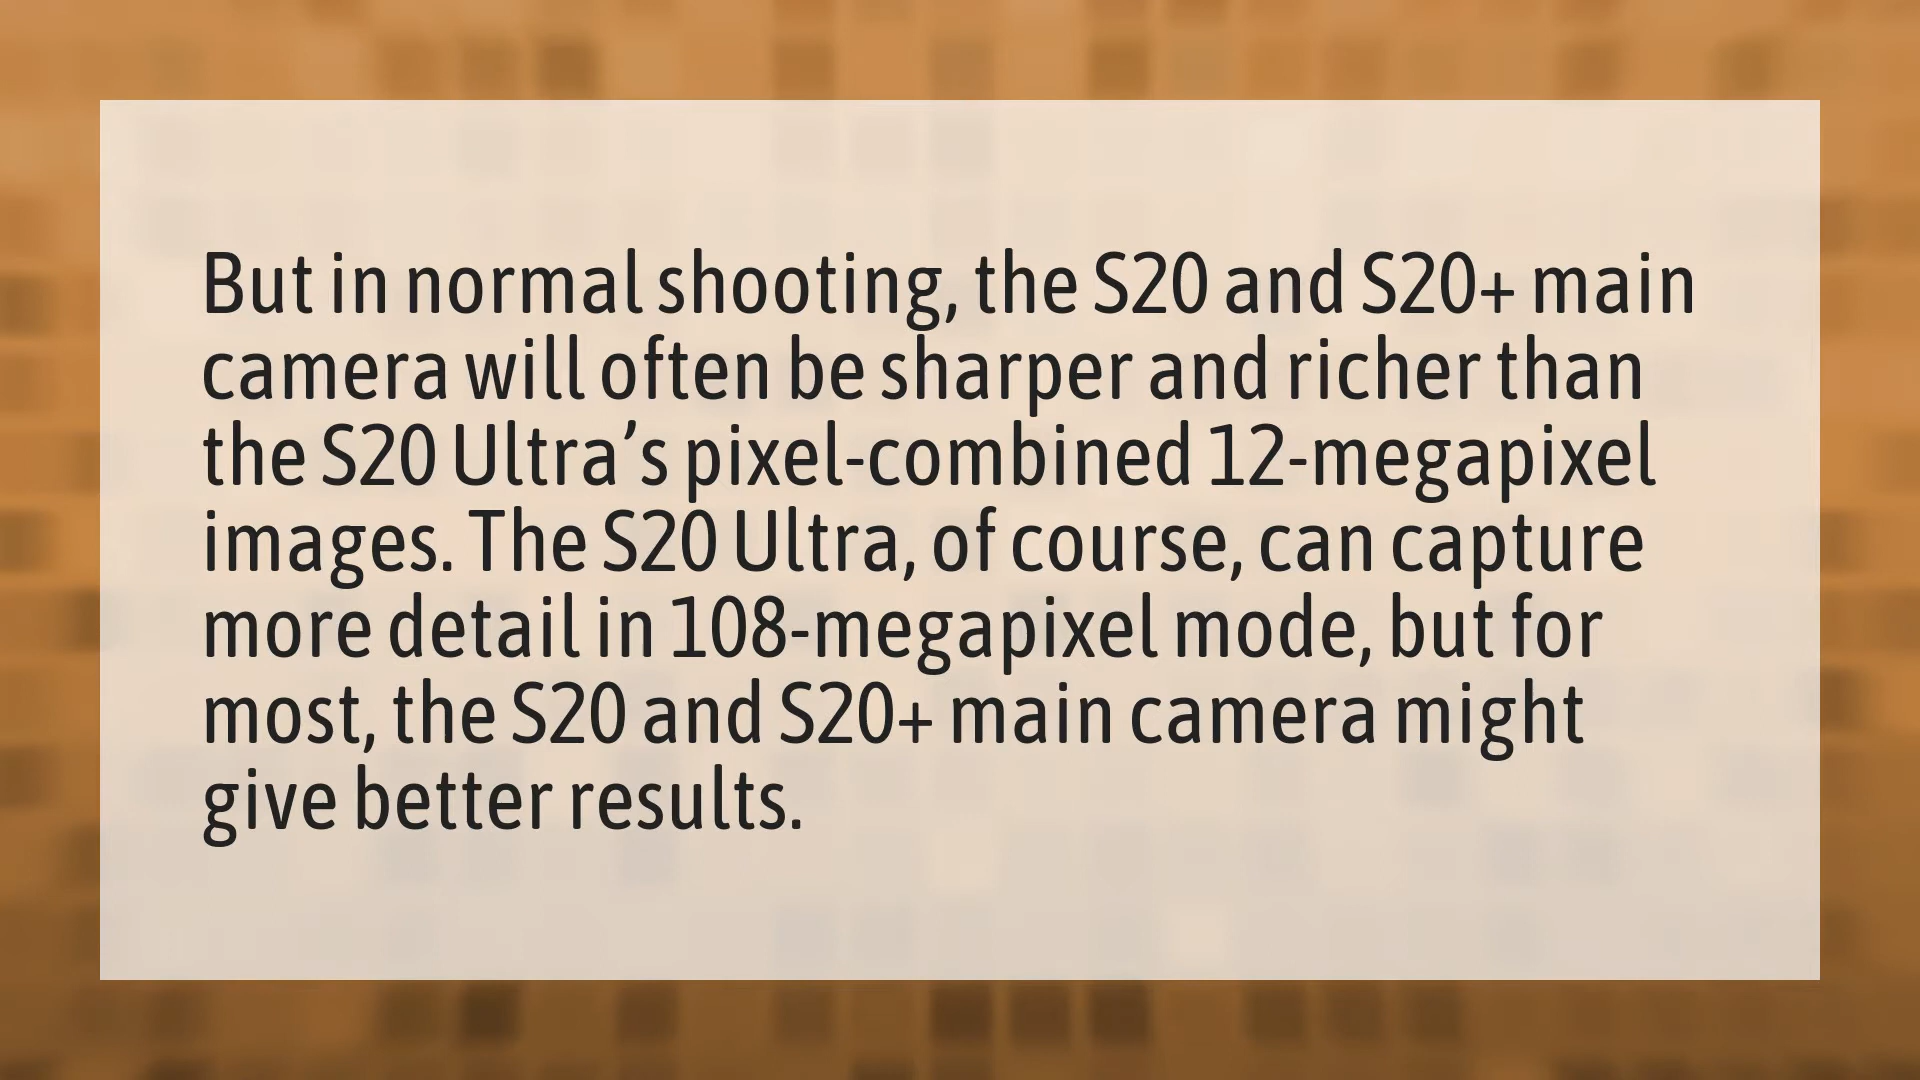 But in normal shooting, the S20 and S20+ main
camera will often be sharper and richer than
the S20 Ultra’s pixel-combined 12-megapixel
images. The S20 Ultra, of course, can capture
more detail in 108-megapixel mode, but for
most, the S20 and S20+ main camera might
give better results.